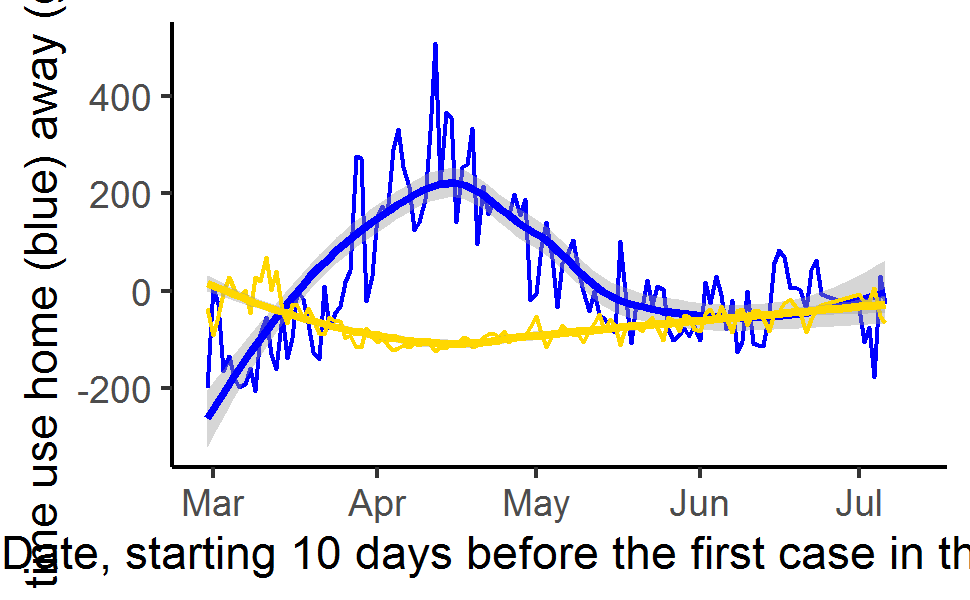 time use home (blue) away (
400
200
0
-200
Mar Apr May Jun Jul
Date, starting 10 days before the first case in th